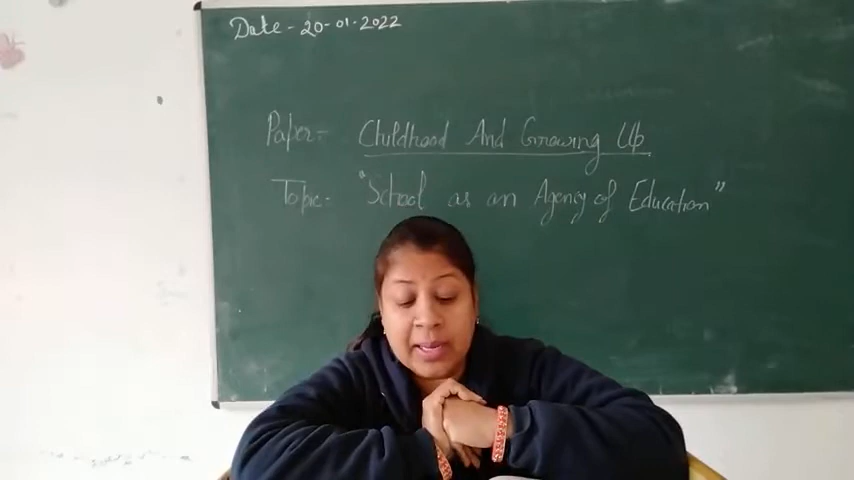 Date - 20-01-2022
Paper:- Childhood And Growing Up
Topic:- "School as an Agency of Education"